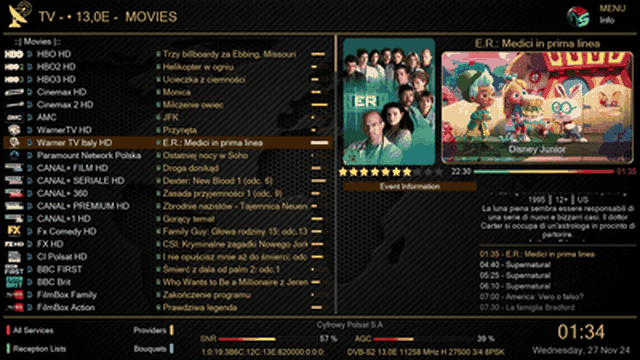 TV - • 13,0E - MOVIES
MENU
Info
::| Movies |::
HBO HD
HBO2 HD
HBO3 HD
Cinemax HD
Cinemax 2 HD
AMC
WarnerTV HD
Warner TV Italy HD
Paramount Network Polska
CANAL+ FILM HD
CANAL+ SERIALE HD
CANAL+ 360
CANAL+ PREMIUM HD
CANAL+1 HD
Fx Comedy HD
FX HD
CI Polsat HD
BBC FIRST
BBC Brit
FilmBox Family
FilmBox Action
Trzy billboardy za Ebbing, Missouri
Helikopter w ogniu
Ucieczka z ciemności
Monica
Milczenie owiec
JFK
Przynęta
E.R.: Medici in prima linea
Ostatniej nocy w Soho
Droga donikąd
Dexter: New Blood 1 (odc. 6)
Zasada przyjemności 1 (odc. 9)
Zbrodnie nazistów - Tajemnica Neuen
Gorący temat
Family Guy: Głowa rodziny 15: odc.13
CSI: Kryminalne zagadki Nowego Jork
I nie opuszcz mnie aż do śmierci: odc
Śmierć z dala od palm 2: odc.1
Who Wants to Be a Millionaire z Jeren
Zakończenie programu
Prawdziwa legenda
E.R.: Medici in prima linea
ER
Disney Junior
22:30
01:35
Event Information
1995 | 12+ | US
La luna piena sembra essere responsabili di una serie di nuovi e bizzarri casi. Il dottor Carter si occupa di un'astrologa in procinto di partorire.
01:35 - E.R.: Medici in prima linea
04:40 - Supernatural
05:25 - Supernatural
06:10 - Supernatural
07:00 - America: Vero o falso?
07:30 - La famiglia Bradford
All Services
Providers
Reception Lists
Bouquets
Cyfrowy Polsat S.A
SNR
57 %
AGC
39 %
1:0:19:3B6C:12C:13E:820000:0:0:0:
DVB-S2 13.0E 11258 MHz H 27500 3/4 8PSK
01:34
Wednesday, 27 Nov 24